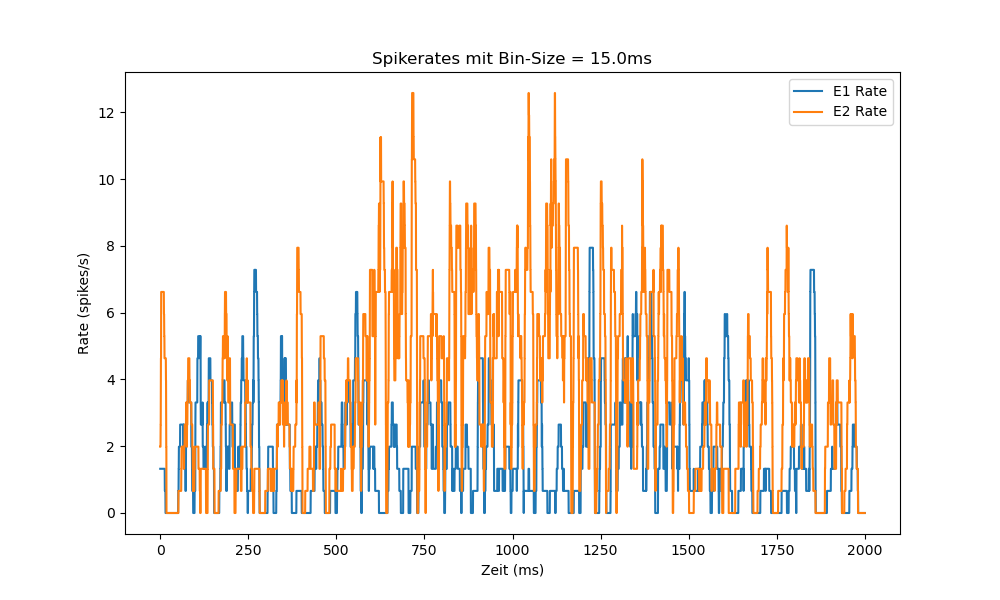 Spikerates mit Bin-Size = 15.0ms
E1 Rate
E2 Rate
Rate (spikes/s)
12
10
8
6
4
2
0
0 250 500 750 1000 1250 1500 1750 2000
Zeit (ms)